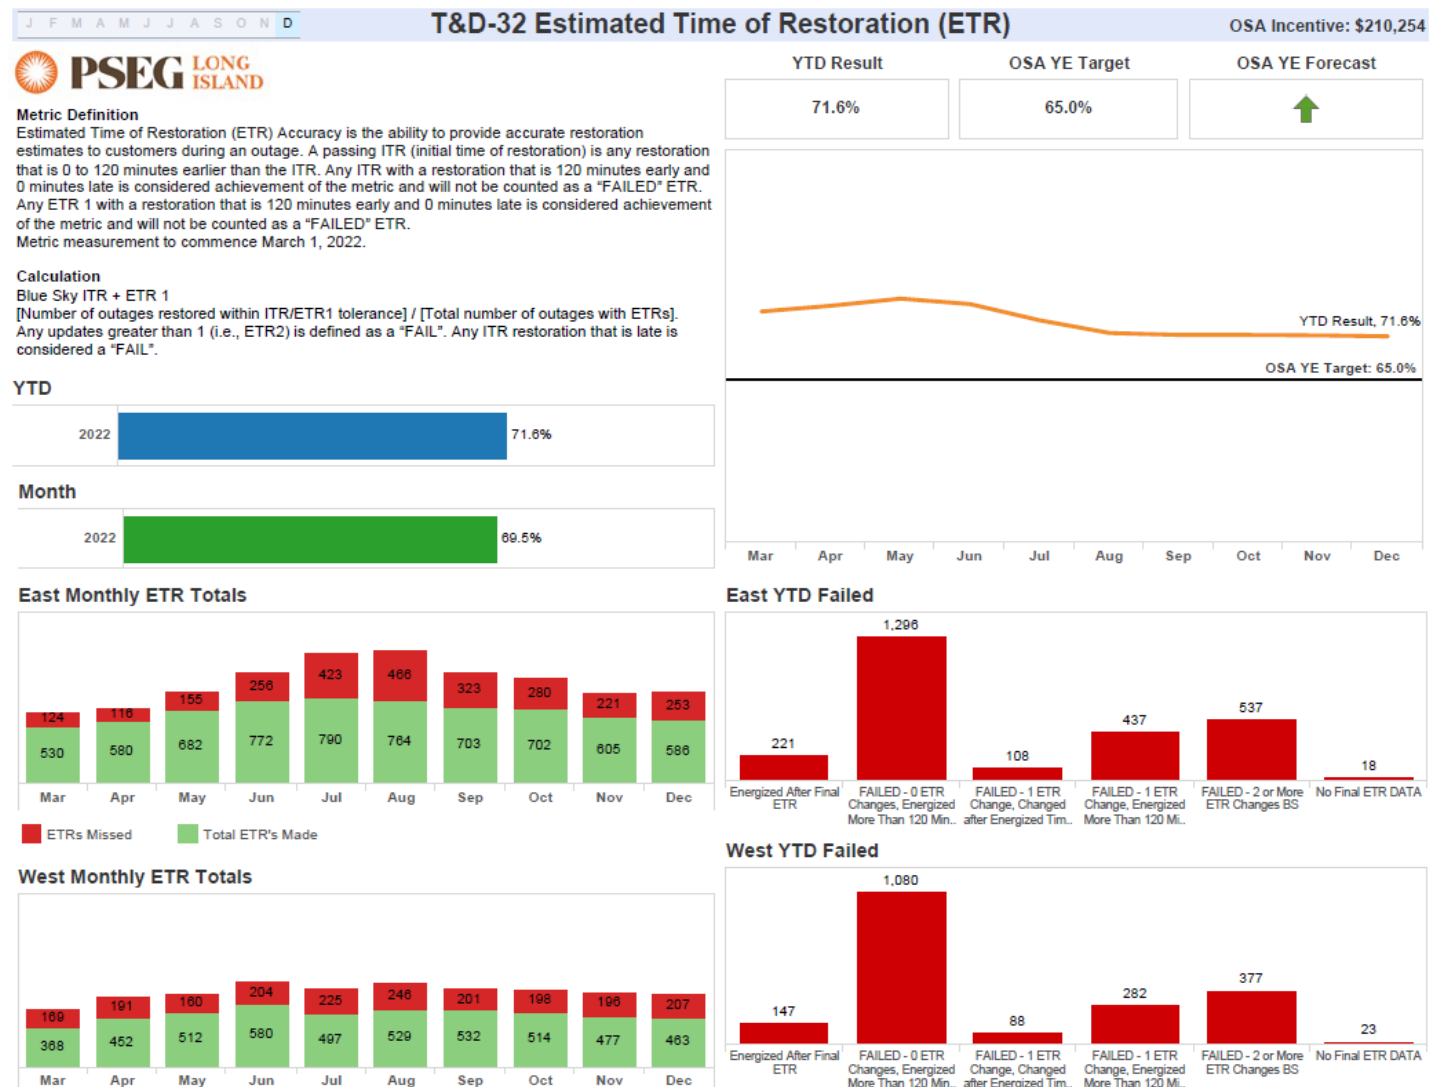 J F M A M J J A S O N D
T&D-32 Estimated Time of Restoration (ETR)
OSA Incentive: $210,254
PSEG LONG ISLAND
YTD Result
OSA YE Target
OSA YE Forecast
71.6%
65.0%
Metric Definition
Estimated Time of Restoration (ETR) Accuracy is the ability to provide accurate restoration
estimates to customers during an outage. A passing ITR (initial time of restoration) is any restoration
that is 0 to 120 minutes earlier than the ITR. Any ITR with a restoration that is 120 minutes early and
0 minutes late is considered achievement of the metric and will not be counted as a “FAILED” ETR.
Any ETR 1 with a restoration that is 120 minutes early and 0 minutes late is considered achievement
of the metric and will not be counted as a “FAILED” ETR.
Metric measurement to commence March 1, 2022.
Calculation
Blue Sky ITR + ETR 1
[Number of outages restored within ITR/ETR1 tolerance] / [Total number of outages with ETRs].
Any updates greater than 1 (i.e., ETR2) is defined as a “FAIL”. Any ITR restoration that is late is
considered a “FAIL”.
YTD Result, 71.6%
OSA YE Target: 65.0%
Mar Apr May Jun Jul Aug Sep Oct Nov Dec
YTD
2022 71.6%
Month
2022 69.5%
East Monthly ETR Totals
124 116 155 256 423 466 323 280 221 253
530 580 682 772 790 764 703 702 605 586
Mar Apr May Jun Jul Aug Sep Oct Nov Dec
ETRs Missed Total ETR's Made
East YTD Failed
221 1,296 108 437 537 18
Energized After Final FAILED - 0 ETR FAILED - 1 ETR FAILED - 1 ETR FAILED - 2 or More No Final ETR DATA
ETR Changes, Energized Change, Changed Change, Energized ETR Changes BS
More Than 120 Min.. after Energized Tim.. More Than 120 Mi..
West Monthly ETR Totals
169 191 160 204 225 246 201 198 196 207
368 452 512 580 497 529 532 514 477 463
Mar Apr May Jun Jul Aug Sep Oct Nov Dec
West YTD Failed
147 1,080 88 282 377 23
Energized After Final FAILED - 0 ETR FAILED - 1 ETR FAILED - 1 ETR FAILED - 2 or More No Final ETR DATA
ETR Changes, Energized Change, Changed Change, Energized ETR Changes BS
More Than 120 Min.. after Energized Tim.. More Than 120 Mi..